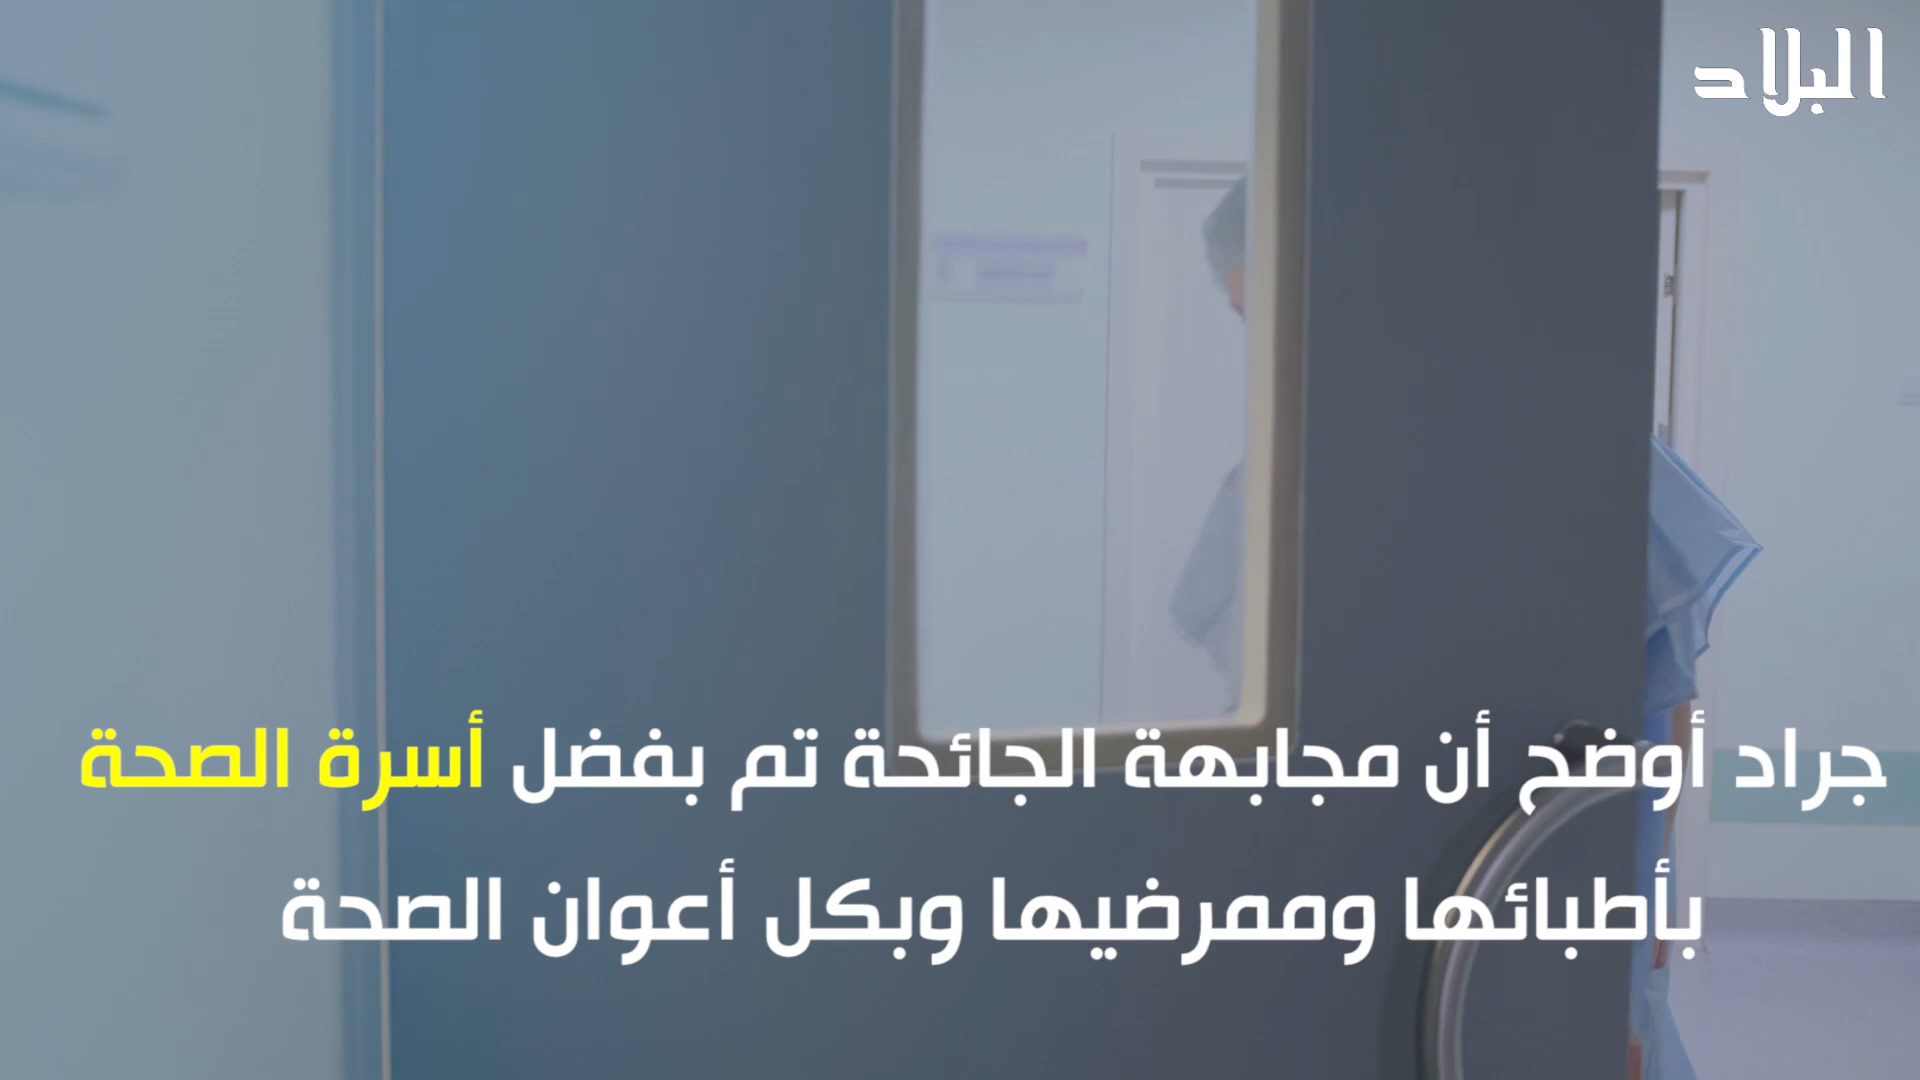 البلاد
جراد أوضح أن مجابهة الجائحة تم بفضل أسرة الصحة
بأطبائها وممرضيها وبكل أعوان الصحة